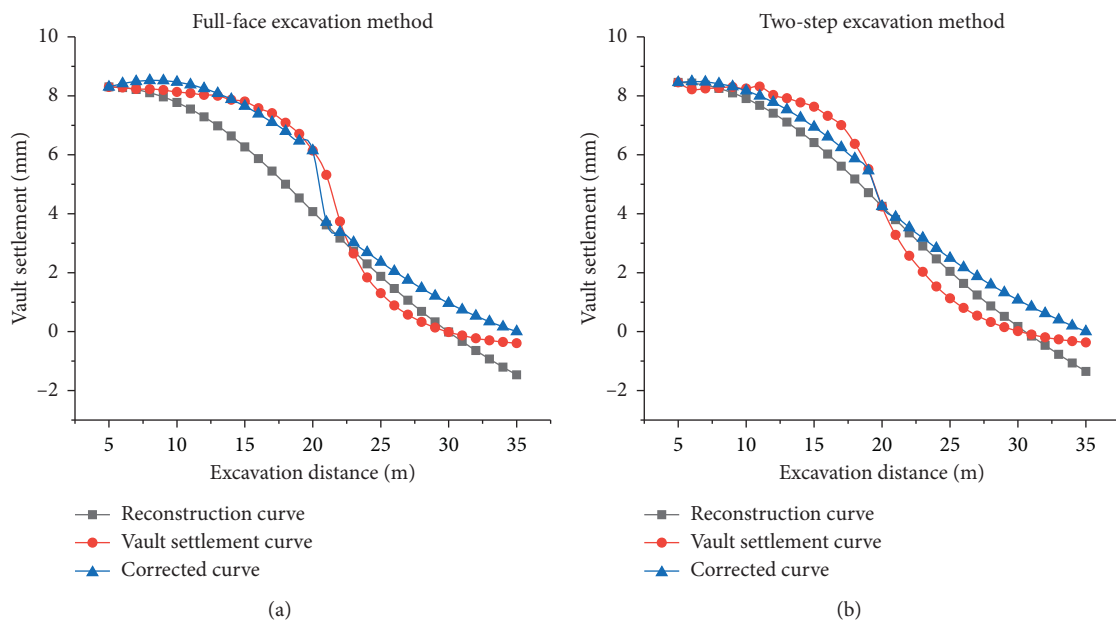 Full-face excavation method
10
8
6
4
2
0
–2
Vault settlement (mm)
5 10 15 20 25 30 35
Excavation distance (m)
Reconstruction curve
Vault settlement curve
Corrected curve
(a)
Two-step excavation method
10
8
6
4
2
0
–2
Vault settlement (mm)
5 10 15 20 25 30 35
Excavation distance (m)
Reconstruction curve
Vault settlement curve
Corrected curve
(b)